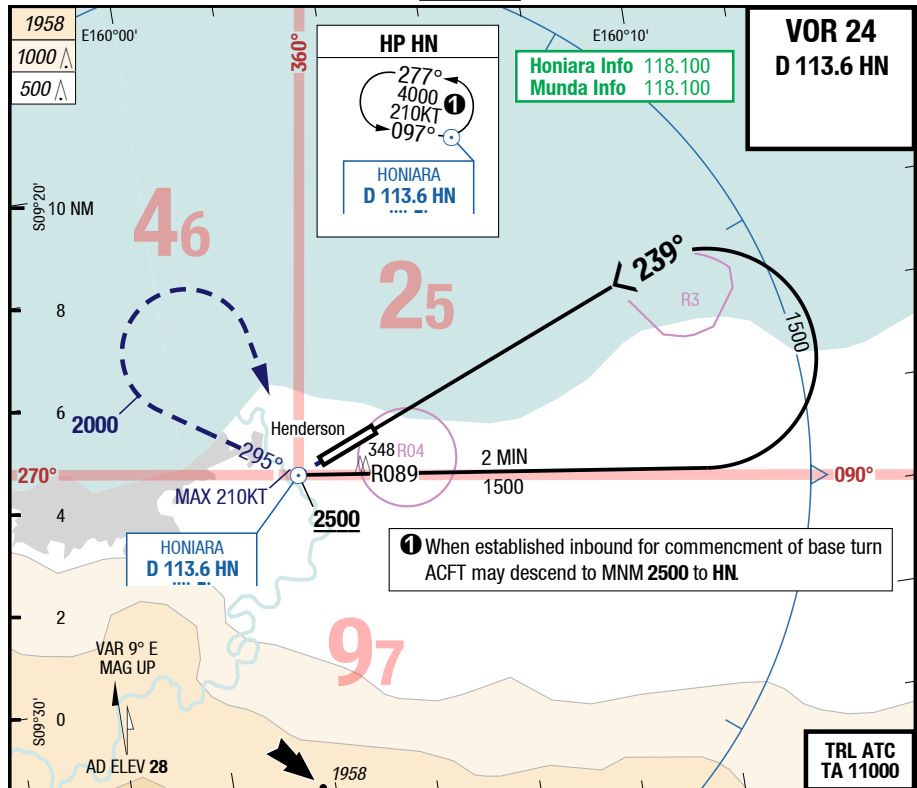 1958
1000
500
E160°00'
360°
HP HN
277°
4000 ❶
210KT
097°
HONIARA
D 113.6 HN
E160°10'
Honiara Info 118.100
Munda Info 118.100
VOR 24
D 113.6 HN
S09°20'
10 NM
46
25
239°
R3
1500
8
6
2000
295°
Henderson
348
R04
270°
MAX 210KT
R089
2 MIN
1500
090°
2500
4
HONIARA
D 113.6 HN
❶ When established inbound for commencment of base turn
ACFT may descend to MNM 2500 to HN.
2
97
VAR 9° E
MAG UP
S09°30'
0
AD ELEV 28
1958
TRL ATC
TA 11000